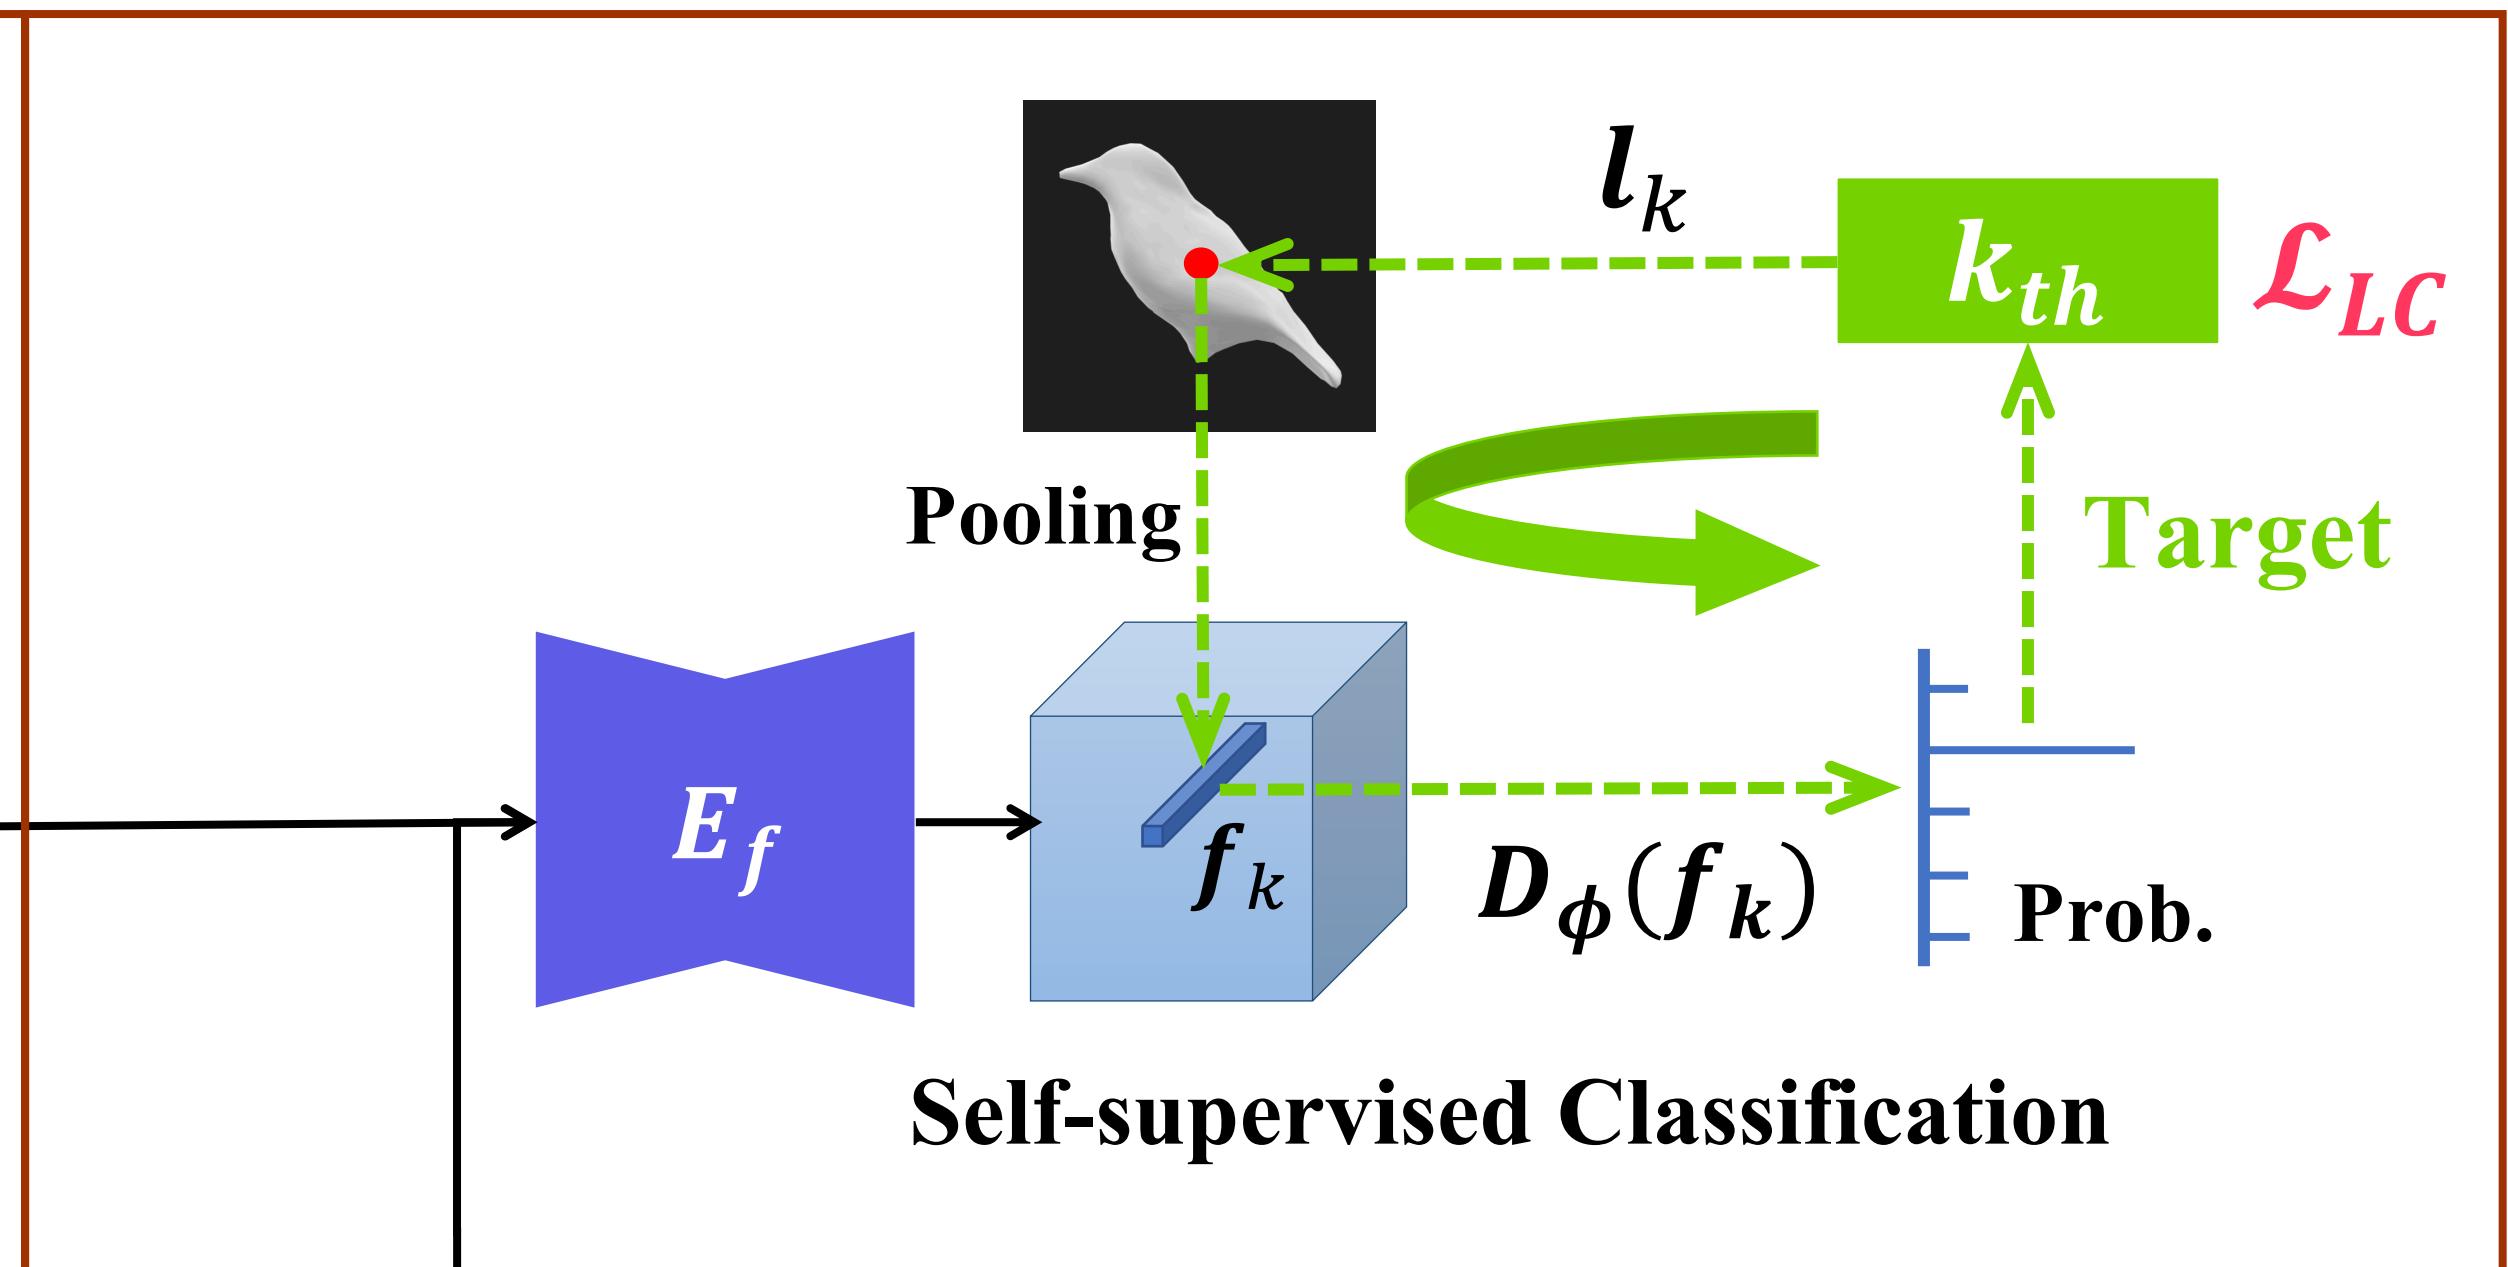 l_k
k_th
ℒ_LC
Pooling
Target
E_f
f_k
D_ϕ(f_k)
Prob.
Self-supervised Classification